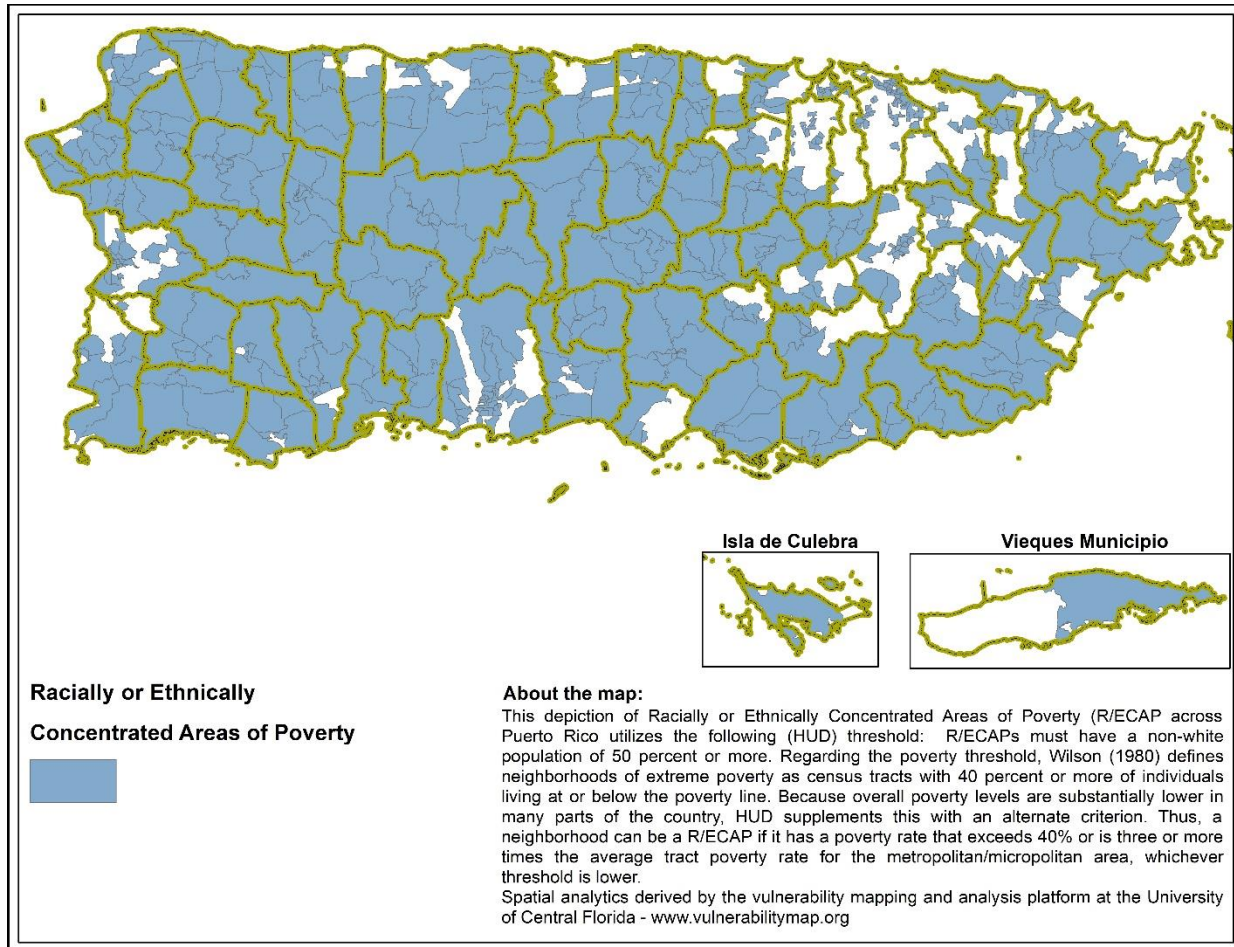 Isla de Culebra
Vieques Municipio
Racially or Ethnically
Concentrated Areas of Poverty
About the map:
This depiction of Racially or Ethnically Concentrated Areas of Poverty (R/ECAP across
Puerto Rico utilizes the following (HUD) threshold: R/ECAPs must have a non-white
population of 50 percent or more. Regarding the poverty threshold, Wilson (1980) defines
neighborhoods of extreme poverty as census tracts with 40 percent or more of individuals
living at or below the poverty line. Because overall poverty levels are substantially lower in
many parts of the country, HUD supplements this with an alternate criterion. Thus, a
neighborhood can be a R/ECAP if it has a poverty rate that exceeds 40% or is three or more
times the average tract poverty rate for the metropolitan/micropolitan area, whichever
threshold is lower.
Spatial analytics derived by the vulnerability mapping and analysis platform at the University
of Central Florida - www.vulnerabilitymap.org